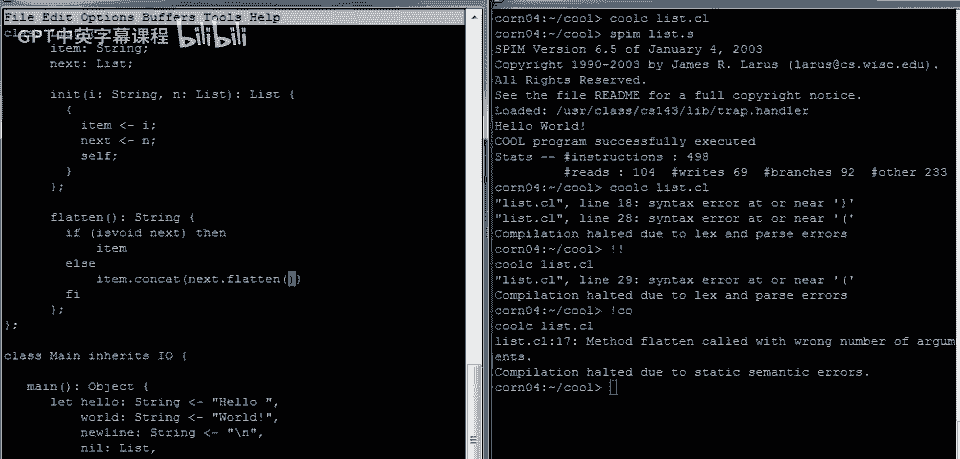 File Edit Options Buffers Tools Help
GPT中英字幕课程 bilibili
item: String;
next: List;
init(i: String, n: List): List {
{
item <- i;
next <- n;
self;
}
};
flatten(): String {
if (isvoid next) then
item
else
item.concat(next.flatten())
fi
};
};
class Main inherits IO {
main(): Object {
let hello: String <- "Hello ",
world: String <- "World!",
newline: String <- "\n",
nil: List,
corn04:~/cool> coolc list.cl
corn04:~/cool> spim list.s
SPIM Version 6.5 of January 4, 2003
Copyright 1990-2003 by James R. Larus (larus@cs.wisc.edu).
All Rights Reserved.
See the file README for a full copyright notice.
Loaded: /usr/class/cs143/lib/trap.handler
Hello World!
COOL program successfully executed
Stats -- #instructions : 498
#reads : 104 #writes 69 #branches 92 #other 233
corn04:~/cool> coolc list.cl
"list.cl", line 18: syntax error at or near '}'
"list.cl", line 28: syntax error at or near '('
Compilation halted due to lex and parse errors
corn04:~/cool> !!
coolc list.cl
"list.cl", line 29: syntax error at or near '('
Compilation halted due to lex and parse errors
corn04:~/cool> !co
coolc list.cl
list.cl:17: Method flatten called with wrong number of argum
ents.
Compilation halted due to static semantic errors.
corn04:~/cool>